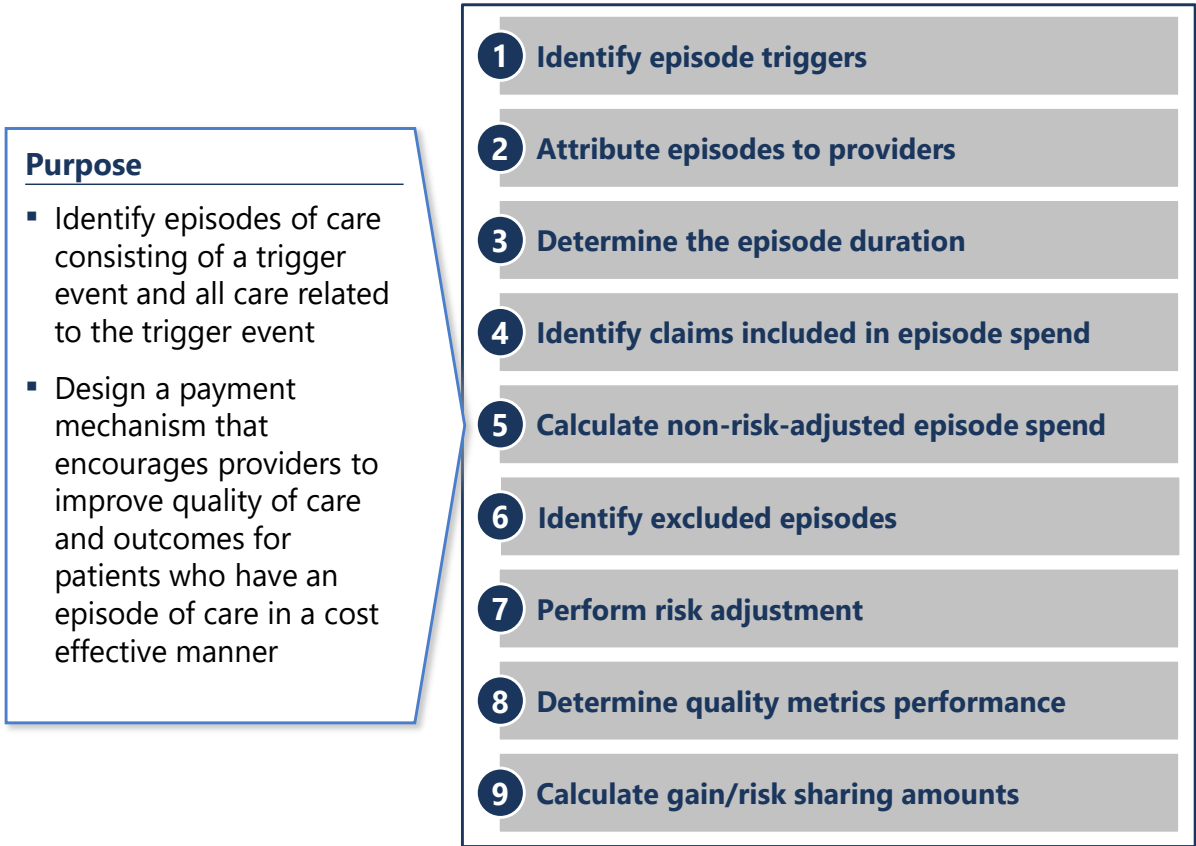 Purpose
▪ Identify episodes of care
consisting of a trigger
event and all care related
to the trigger event
▪ Design a payment
mechanism that
encourages providers to
improve quality of care
and outcomes for
patients who have an
episode of care in a cost
effective manner
1 Identify episode triggers
2 Attribute episodes to providers
3 Determine the episode duration
4 Identify claims included in episode spend
5 Calculate non-risk-adjusted episode spend
6 Identify excluded episodes
7 Perform risk adjustment
8 Determine quality metrics performance
9 Calculate gain/risk sharing amounts